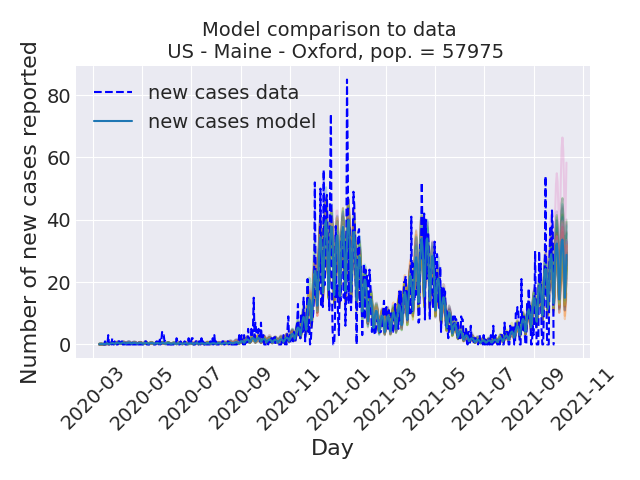 Model comparison to data
US - Maine - Oxford, pop. = 57975
Number of new cases reported
80
60
40
20
0
new cases data
new cases model
2020-03
2020-05
2020-07
2020-09
2020-11
2021-01
2021-03
2021-05
2021-07
2021-09
2021-11
Day